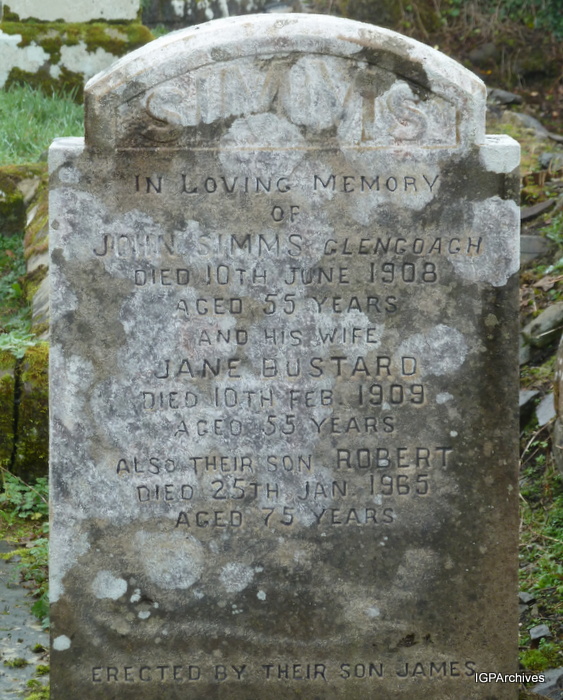 SIMMS
IN LOVING MEMORY
OF
JOHN SIMMS GLENCOAGH
DIED 10TH JUNE 1908
AGED 55 YEARS
AND HIS WIFE
JANE BUSTARD
DIED 10TH FEB. 1909
AGED 55 YEARS
ALSO THEIR SON ROBERT
DIED 25TH JAN. 1965
AGED 75 YEARS
ERECTED BY THEIR SON JAMES
IGPArchives